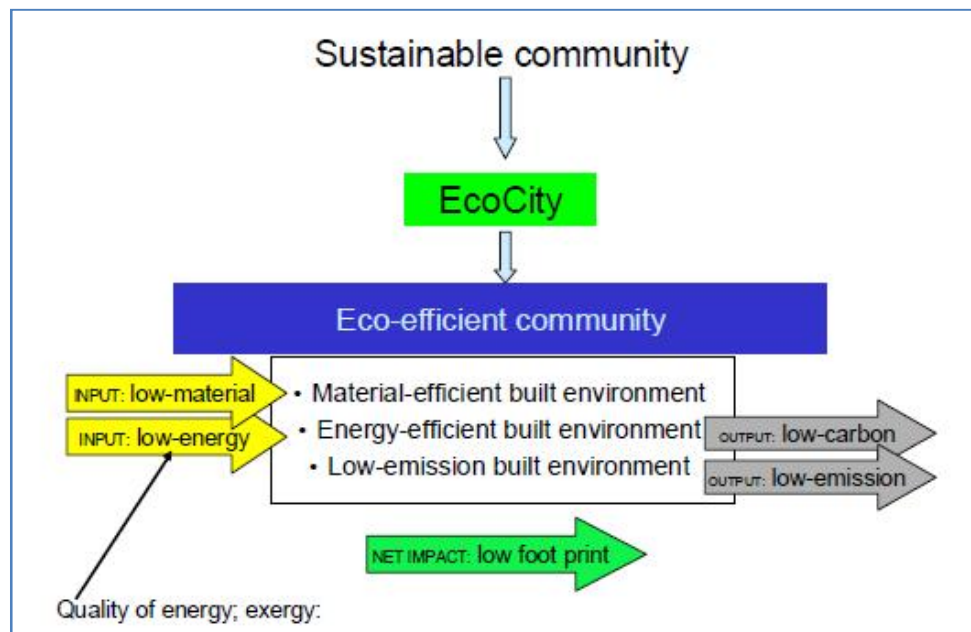 Sustainable community
EcoCity
Eco-efficient community
INPUT: low-material
INPUT: low-energy
• Material-efficient built environment
• Energy-efficient built environment
• Low-emission built environment
OUTPUT: low-carbon
OUTPUT: low-emission
NET IMPACT: low foot print
Quality of energy; exergy: